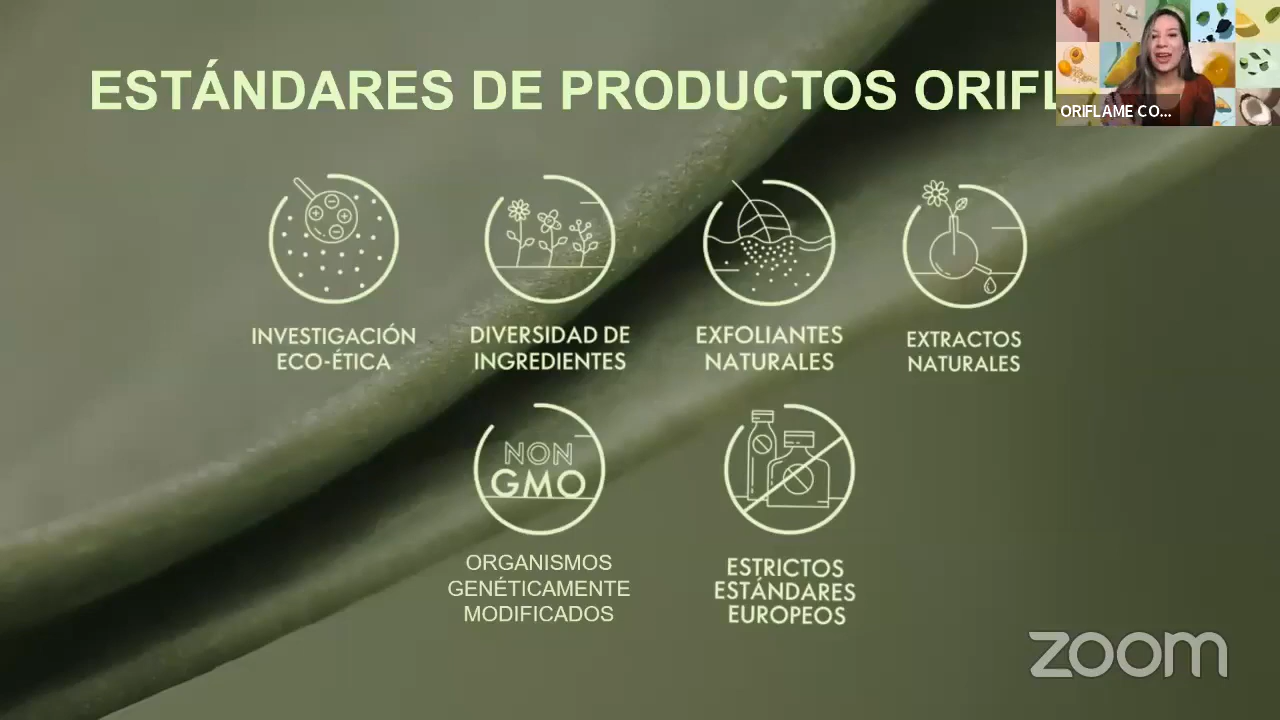 ESTÁNDARES DE PRODUCTOS ORIFL
ORIFLAME CO...
INVESTIGACIÓN
ECO-ÉTICA
DIVERSIDAD DE
INGREDIENTES
EXFOLIANTES
NATURALES
EXTRACTOS
NATURALES
NON
GMO
ORGANISMOS
GENÉTICAMENTE
MODIFICADOS
ESTRICTOS
ESTÁNDARES
EUROPEOS
zoom